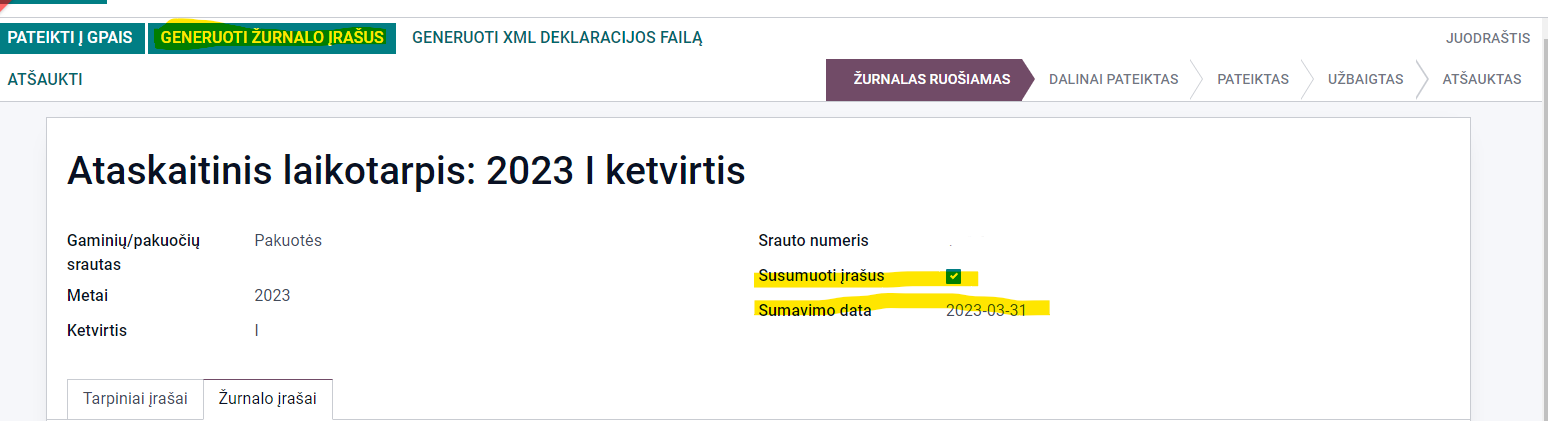 PATEIKTI Į GPAIS GENERUOTI ŽURNALO ĮRAŠUS GENERUOTI XML DEKLARACIJOS FAILĄ JUODRAŠTIS
ATŠAUKTI ŽURNALAS RUOŠIAMAS DALINAI PATEIKTAS PATEIKTAS UŽBAIGTAS ATŠAUKTAS
Ataskaitinis laikotarpis: 2023 I ketvirtis
Gaminių/pakuočių srautas Pakuotės
Metai 2023
Ketvirtis I
Srauto numeris
Susumuoti įrašus
Sumavimo data 2023-03-31
Tarpiniai įrašai Žurnalo įrašai